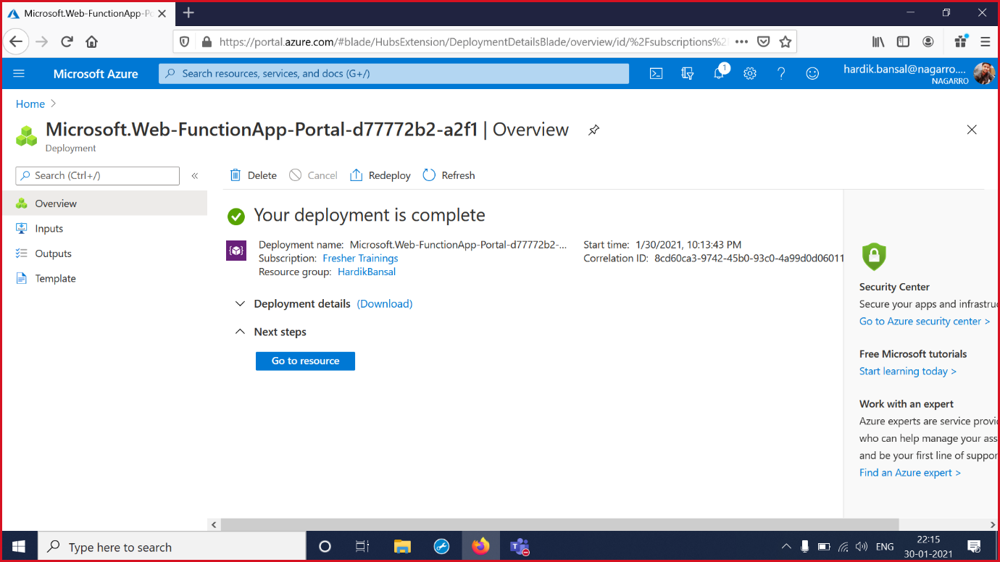 Microsoft.Web-FunctionApp-Po
https://portal.azure.com/#blade/HubsExtension/DeploymentDetailsBlade/overview/id/%2Fsubscriptions%2
Microsoft Azure
Search resources, services, and docs (G+/)
1
hardik.bansal@nagarro....
NAGARRO
Home
Microsoft.Web-FunctionApp-Portal-d77772b2-a2f1 | Overview
Deployment
Search (Ctrl+/)
«
Delete
Cancel
Redeploy
Refresh
Overview
Inputs
Outputs
Template
Your deployment is complete
Deployment name: Microsoft.Web-FunctionApp-Portal-d77772b2-...
Subscription: Fresher Trainings
Resource group: HardikBansal
Start time: 1/30/2021, 10:13:43 PM
Correlation ID: 8cd60ca3-9742-45b0-93c0-4a99d0d06011
Deployment details (Download)
Next steps
Go to resource
Security Center
Secure your apps and infrastruc
Go to Azure security center >
Free Microsoft tutorials
Start learning today >
Work with an expert
Azure experts are service provi
who can help manage your ass
and be your first line of suppor
Find an Azure expert >
Type here to search
ENG
22:15
30-01-2021